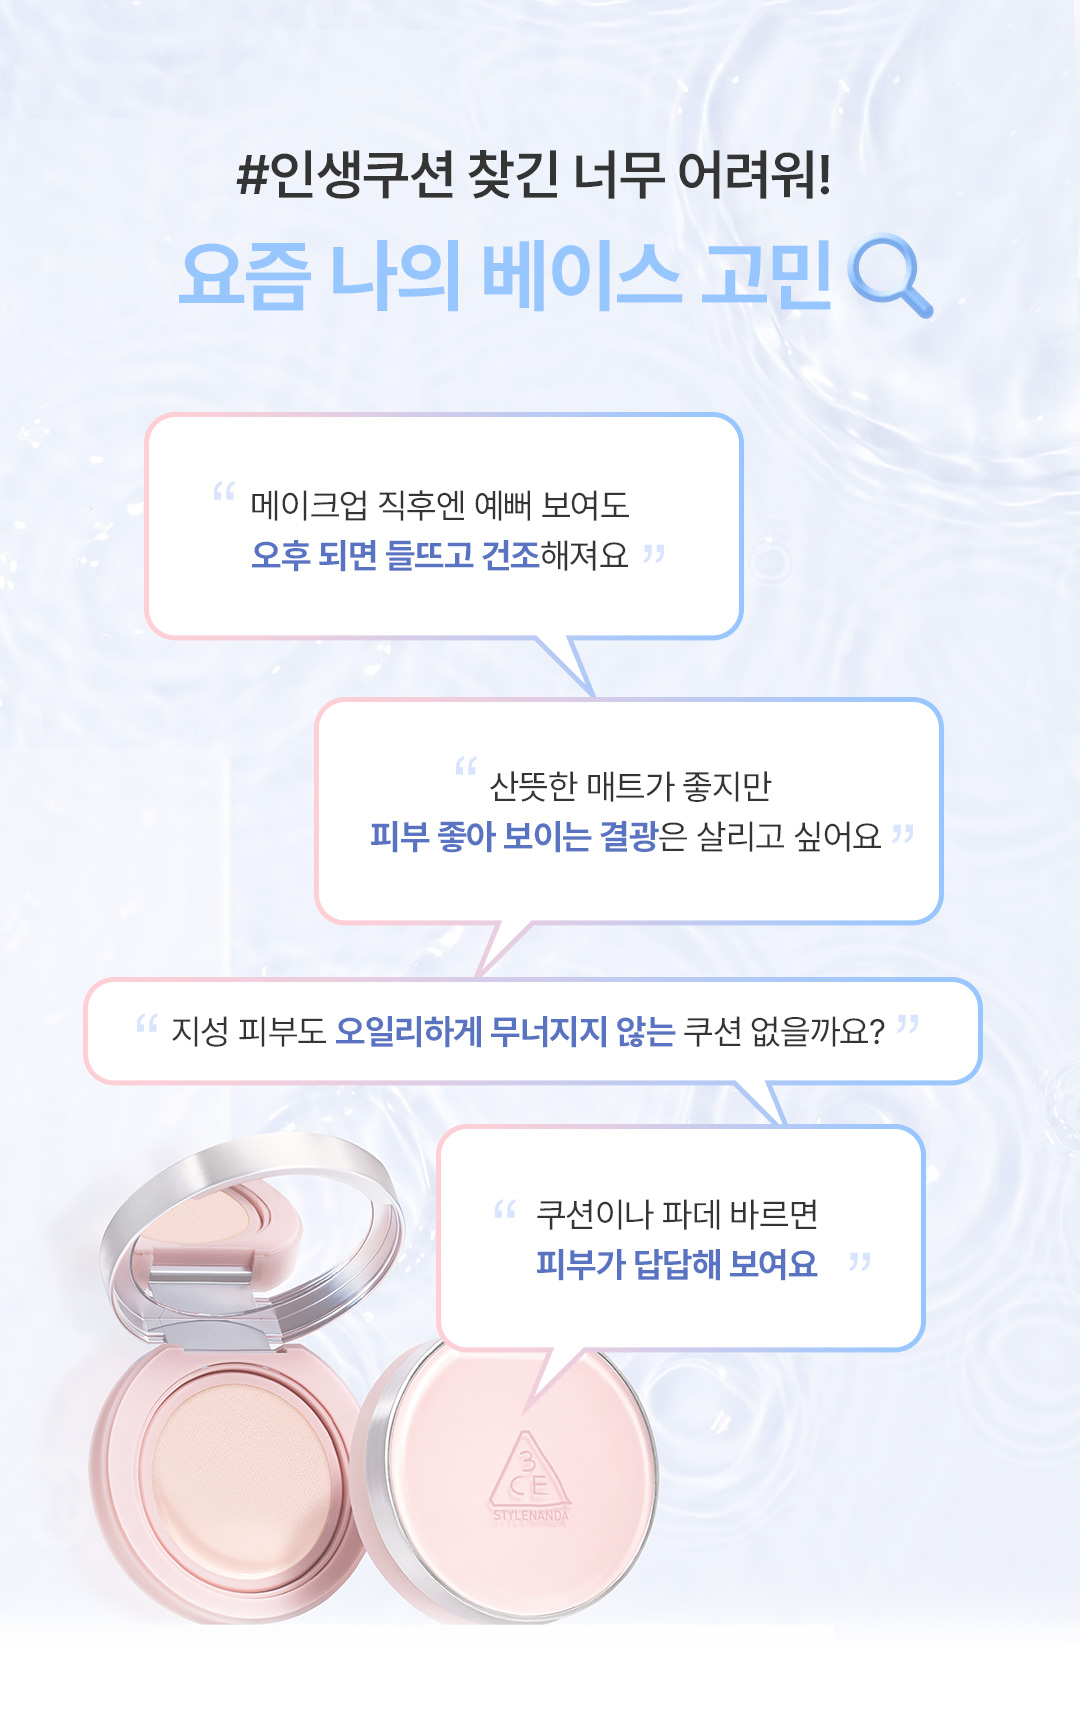 #인생쿠션 찾긴 너무 어려워!
요즘 나의 베이스 고민
“ 메이크업 직후엔 예뻐 보여도
오후 되면 들뜨고 건조해져요 ”
“ 산뜻한 매트가 좋지만
피부 좋아 보이는 결광은 살리고 싶어요 ”
“ 지성 피부도 오일리하게 무너지지 않는 쿠션 없을까요? ”
“ 쿠션이나 파데 바르면
피부가 답답해 보여요 ”
3
CE
STYLENANDA